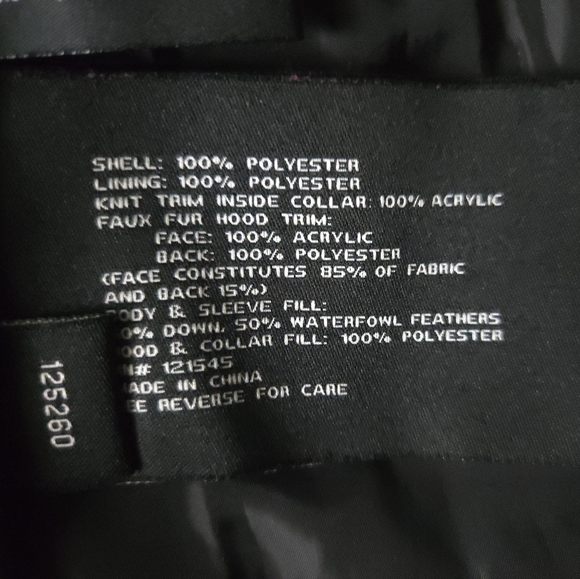 SHELL: 100% POLYESTER
LINING: 100% POLYESTER
KNIT TRIM INSIDE COLLAR: 100% ACRYLIC
FAUX FUR HOOD TRIM:
FACE: 100% ACRYLIC
BACK: 100% POLYESTER
(FACE CONSTITUTES 85% OF FABRIC
AND BACK 15%)
ODY & SLEEVE FILL:
0% DOWN, 50% WATERFOWL FEATHERS
OOD & COLLAR FILL: 100% POLYESTER
N# 121545
ADE IN CHINA
EE REVERSE FOR CARE
125260